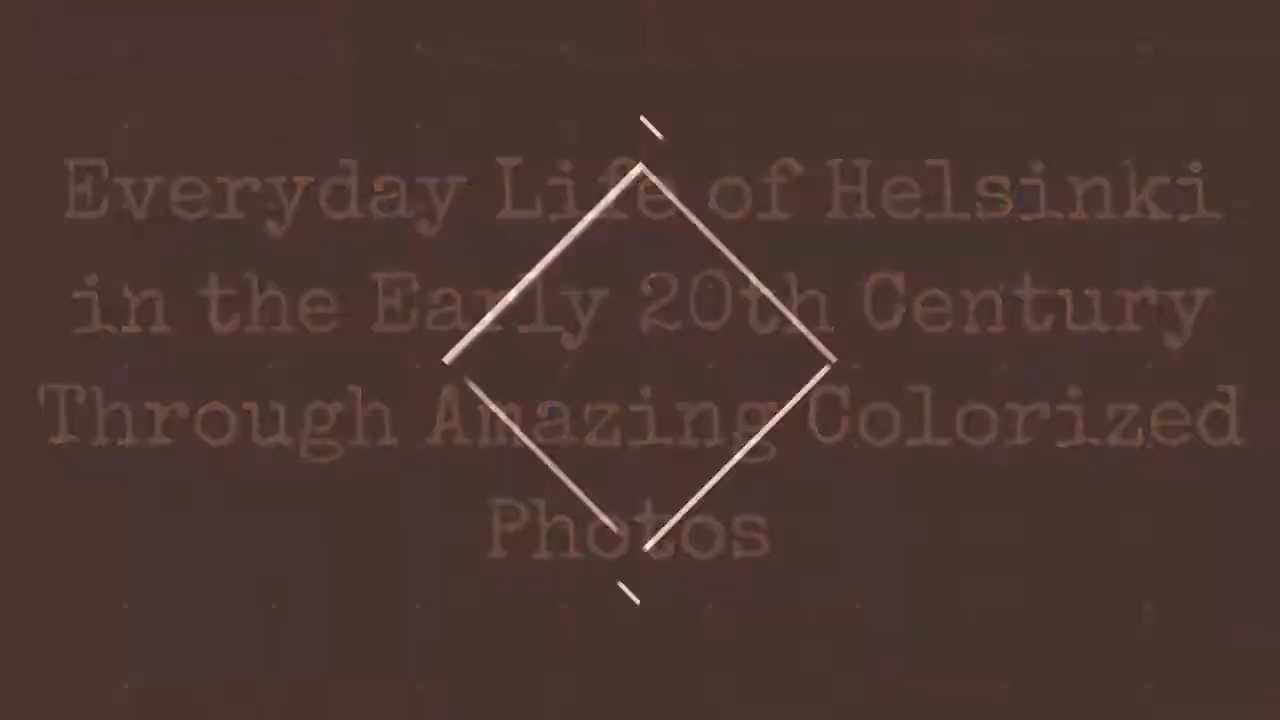 Everyday Life of Helsinki
in the Early 20th Century
Through Amazing Colorized
Photos